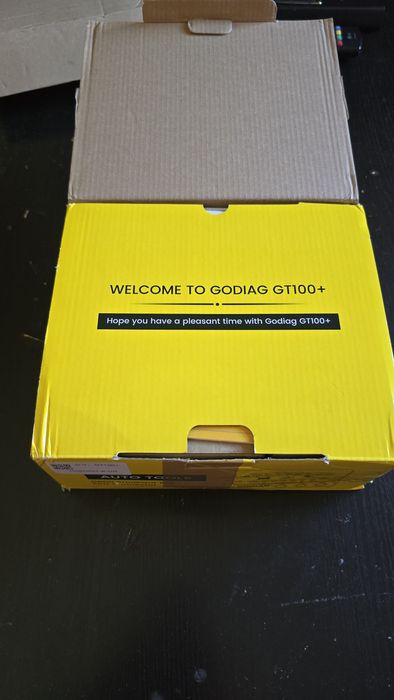 WELCOME TO GODIAG GT100+
Hope you have a pleasant time with Godiag GT100+
AUTO TOOLS